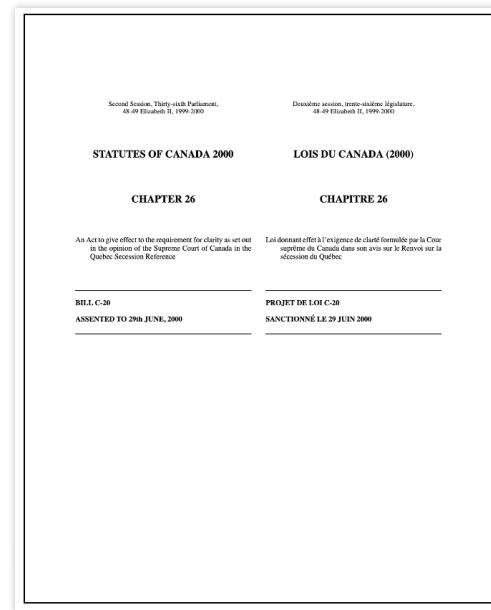 Second Session, Thirty-sixth Parliament,
48-49 Elizabeth II, 1999-2000
STATUTES OF CANADA 2000
CHAPTER 26
An Act to give effect to the requirement for clarity as set out
in the opinion of the Supreme Court of Canada in the
Quebec Secession Reference
BILL C-20
ASSENTED TO 29th JUNE, 2000
Deuxième session, trente-sixième législature,
48-49 Elizabeth II, 1999-2000
LOIS DU CANADA (2000)
CHAPITRE 26
Loi donnant effet à l'exigence de clarté formulée par la Cour
suprême du Canada dans son avis sur le Renvoi sur la
sécession du Québec
PROJET DE LOI C-20
SANCTIONNÉ LE 29 JUIN 2000